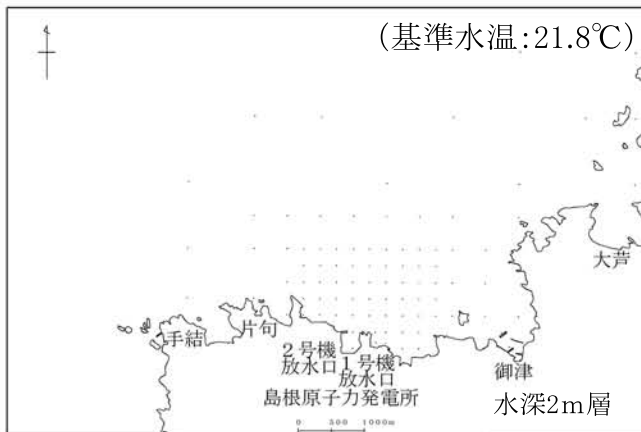 (基準水温:21.8℃)
大芦
手結
片句
2号機
放水口
1号機
放水口
御津
島根原子力発電所
水深2m層
0 500 1000m